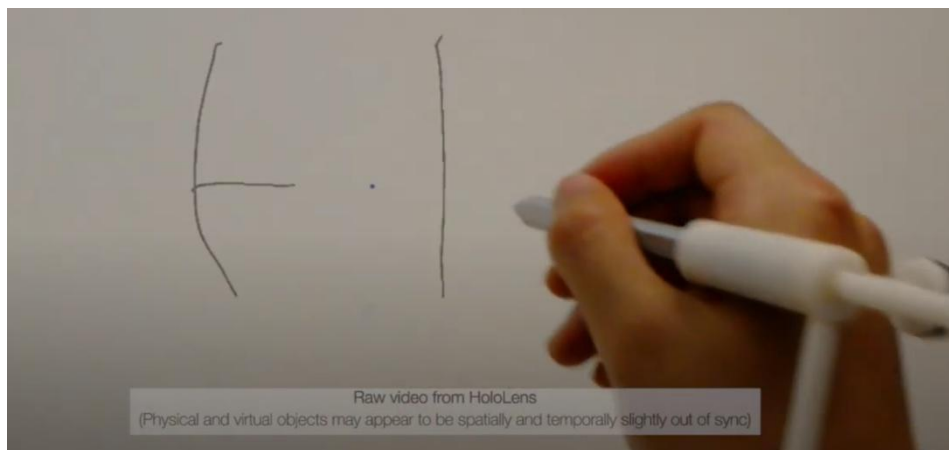 Raw video from HoloLens
(Physical and virtual objects may appear to be spatially and temporally slightly out of sync)